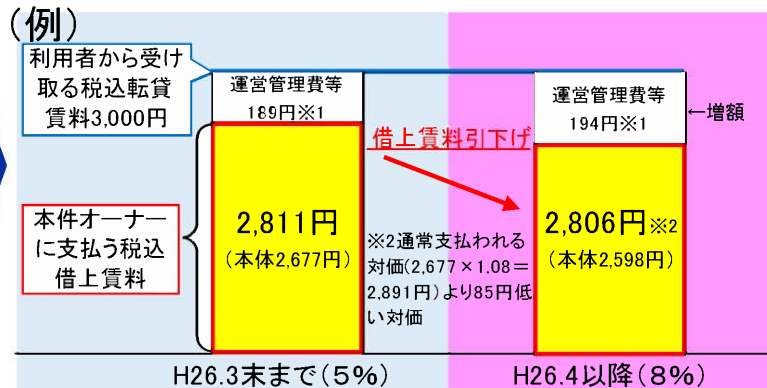 (例)
利用者から受け
取る税込転貸
賃料3,000円
運営管理費等
189円※1
運営管理費等
194円※1
←増額
借上賃料引下げ
本件オーナー
に支払う税込
借上賃料
2,811円
(本体2,677円)
※2通常支払われる
対価(2,677×1.08=
2,891円)より85円低
い対価
2,806円※2
(本体2,598円)
H26.3末まで(5%)
H26.4以降(8%)